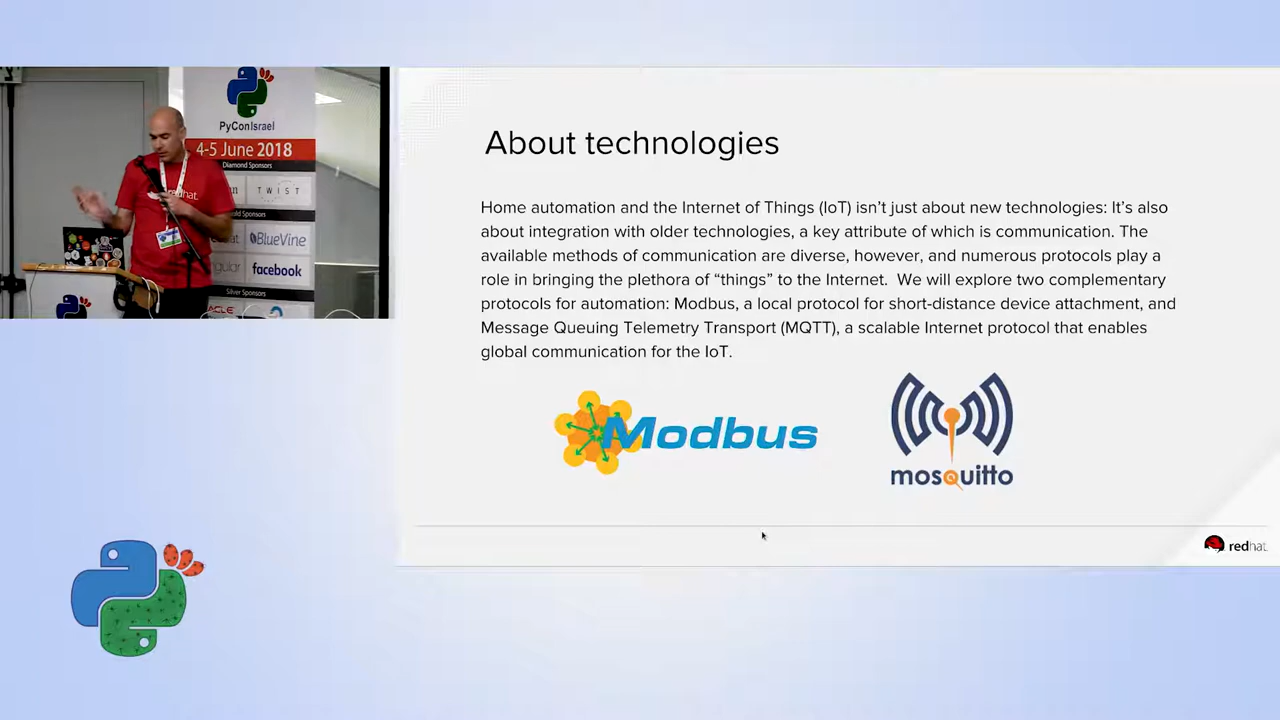 PyConIsrael
4-5 June 2018
Diamond Sponsors
TWIST
BlueVine
facebook
Silver Sponsors
redhat.
About technologies
Home automation and the Internet of Things (IoT) isn’t just about new technologies: It’s also
about integration with older technologies, a key attribute of which is communication. The
available methods of communication are diverse, however, and numerous protocols play a
role in bringing the plethora of “things” to the Internet.  We will explore two complementary
protocols for automation: Modbus, a local protocol for short-distance device attachment, and
Message Queuing Telemetry Transport (MQTT), a scalable Internet protocol that enables
global communication for the IoT.
Modbus
mosquitto
redhat.